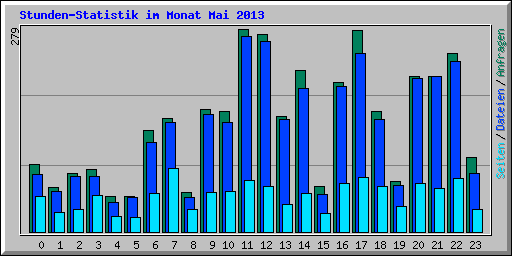 Stunden-Statistik im Monat Mai 2013
279
Seiten / Dateien / Anfragen
0 1 2 3 4 5 6 7 8 9 10 11 12 13 14 15 16 17 18 19 20 21 22 23